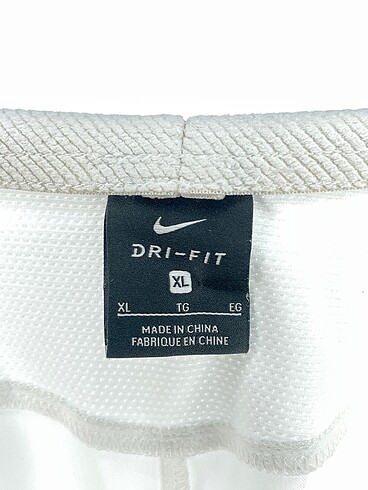 DRI-FIT
XL
XL TG EG
MADE IN CHINA
FABRIQUE EN CHINE